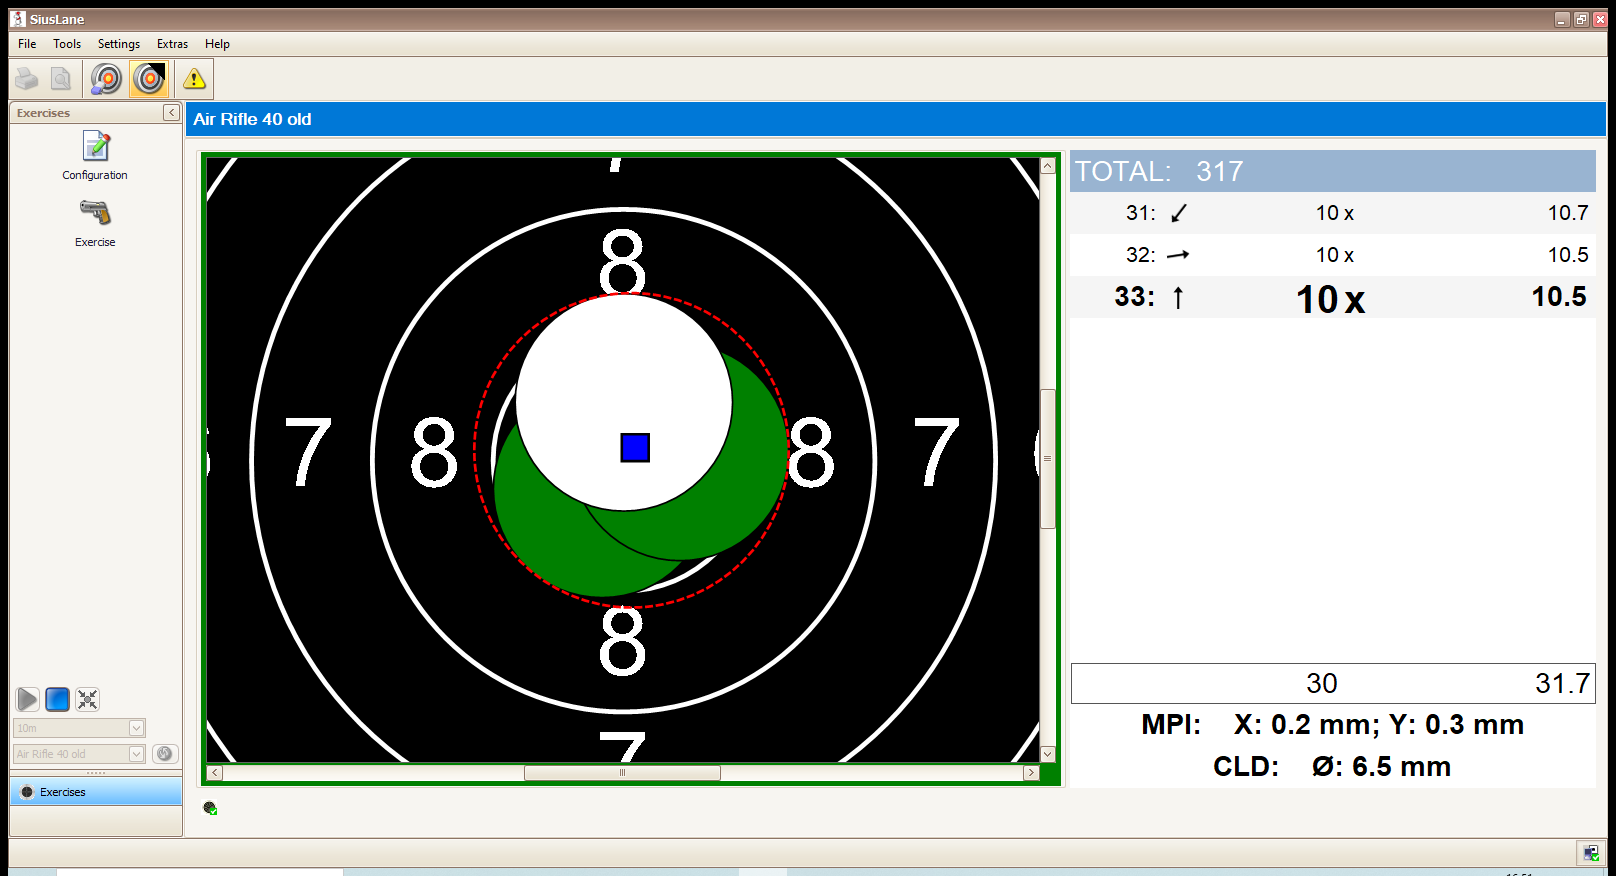 SiusLane
File Tools Settings Extras Help
Exercises
Configuration
Exercise
10m
Air Rifle 40 old
Exercises
Air Rifle 40 old
7
8
7 8 8 7
8
7
TOTAL: 317
31: 10 x 10.7
32: 10 x 10.5
33: 10 x 10.5
30 31.7
MPI: X: 0.2 mm; Y: 0.3 mm
CLD: Ø: 6.5 mm